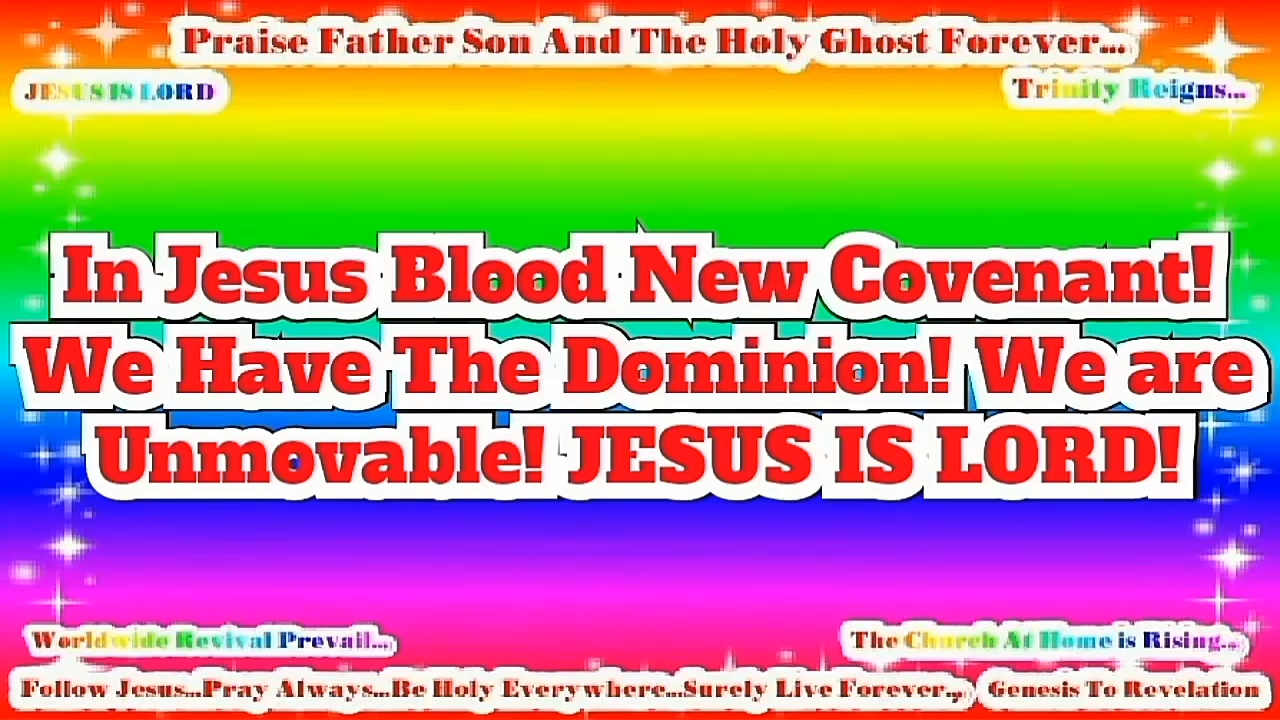 Praise Father Son And The Holy Ghost Forever...
JESUS IS LORD
Trinity Reigns...
In Jesus Blood New Covenant!
We Have The Dominion! We are
Unmovable! JESUS IS LORD!
Worldwide Revival Prevail...
The Church At Home is Rising...
Follow Jesus...Pray Always...Be Holy Everywhere...Surely Live Forever...
Genesis To Revelation